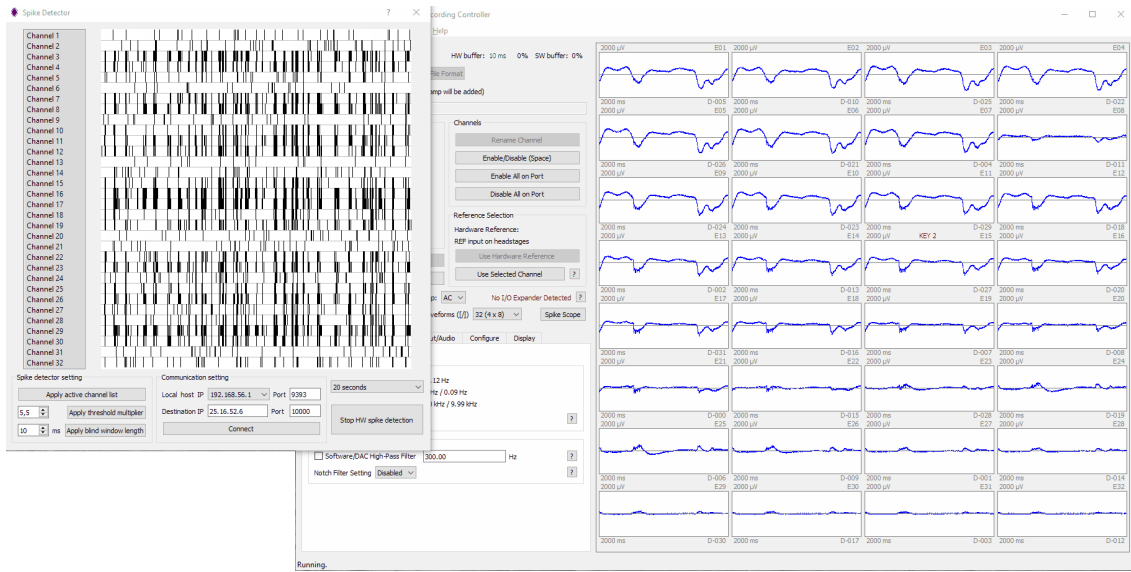 Spike Detector
?
Channel 1
Channel 2
Channel 3
Channel 4
Channel 5
Channel 6
Channel 7
Channel 8
Channel 9
Channel 10
Channel 11
Channel 12
Channel 13
Channel 14
Channel 15
Channel 16
Channel 17
Channel 18
Channel 19
Channel 20
Channel 21
Channel 22
Channel 23
Channel 24
Channel 25
Channel 26
Channel 27
Channel 28
Channel 29
Channel 30
Channel 31
Channel 32
Spike detector setting
Apply active channel list
5,5 Apply threshold multiplier
10 ms Apply blind window length
Communication setting
Local host IP 192.168.56.1 Port 9393
Destination IP 25.16.52.6 Port 10000
Connect
20 seconds
Stop HW spike detection
cording Controller
Help
HW buffer: 10 ms 0% SW buffer: 0%
File Format
amp will be added)
Channels
Rename Channel
Enable/Disable (Space)
Enable All on Port
Disable All on Port
Reference Selection
Hardware Reference:
REF input on headstages
Use Hardware Reference
Use Selected Channel ?
p: AC No I/O Expander Detected ?
veforms ([/]) 32 (4 x 8) Spike Scope
ut/Audio Configure Display
.12 Hz
Hz / 0.09 Hz
kHz / 9.99 kHz
?
Software/DAC High-Pass Filter 300.00 Hz ?
Notch Filter Setting Disabled ?
Running.
2000 µV E01 2000 µV E02 2000 µV E03 2000 µV E04
2000 ms D-005 2000 ms D-010 2000 ms D-025 2000 ms D-022
2000 µV E05 2000 µV E06 2000 µV E07 2000 µV E08
2000 ms D-026 2000 ms D-021 2000 ms D-004 2000 ms D-011
2000 µV E09 2000 µV E10 2000 µV E11 2000 µV E12
2000 ms D-024 2000 ms D-023 2000 ms D-029 2000 ms D-018
2000 µV E13 2000 µV E14 2000 µV KEY 2 E15 2000 µV E16
2000 ms D-002 2000 ms D-013 2000 ms D-027 2000 ms D-020
2000 µV E17 2000 µV E18 2000 µV E19 2000 µV E20
2000 ms D-031 2000 ms D-016 2000 ms D-007 2000 ms D-008
2000 µV E21 2000 µV E22 2000 µV E23 2000 µV E24
2000 ms D-000 2000 ms D-015 2000 ms D-028 2000 ms D-019
2000 µV E25 2000 µV E26 2000 µV E27 2000 µV E28
2000 ms D-006 2000 ms D-009 2000 ms D-001 2000 ms D-014
2000 µV E29 2000 µV E30 2000 µV E31 2000 µV E32
2000 ms D-030 2000 ms D-017 2000 ms D-003 2000 ms D-012